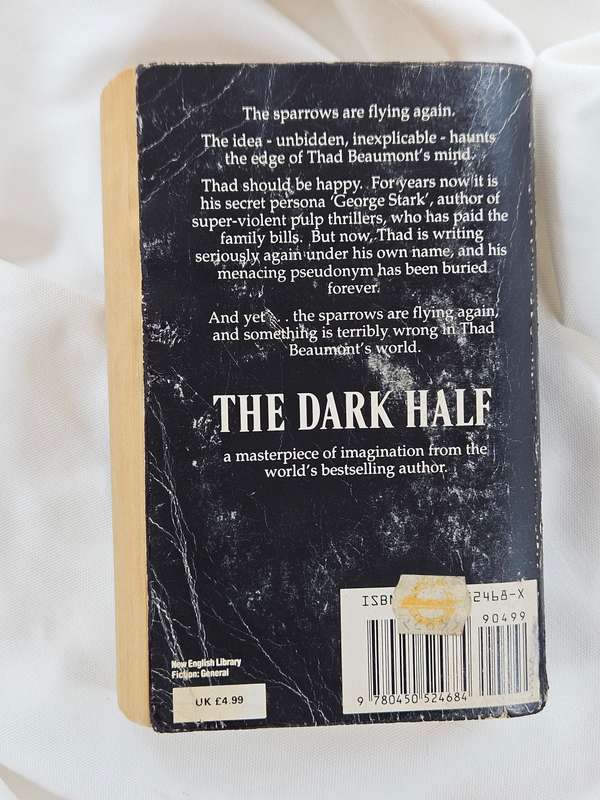 The sparrows are flying again.
The idea - unbidden, inexplicable - haunts
the edge of Thad Beaumont's mind.
Thad should be happy. For years now it is
his secret persona 'George Stark', author of
super-violent pulp thrillers, who has paid the
family bills. But now, Thad is writing
seriously again under his own name, and his
menacing pseudonym has been buried
forever.
And yet . . . the sparrows are flying again,
and something is terribly wrong in Thad
Beaumont's world.
THE DARK HALF
a masterpiece of imagination from the
world's bestselling author.
ISBN 52468-X
90499
9 780450 524684
New English Library
Fiction: General
UK £4.99